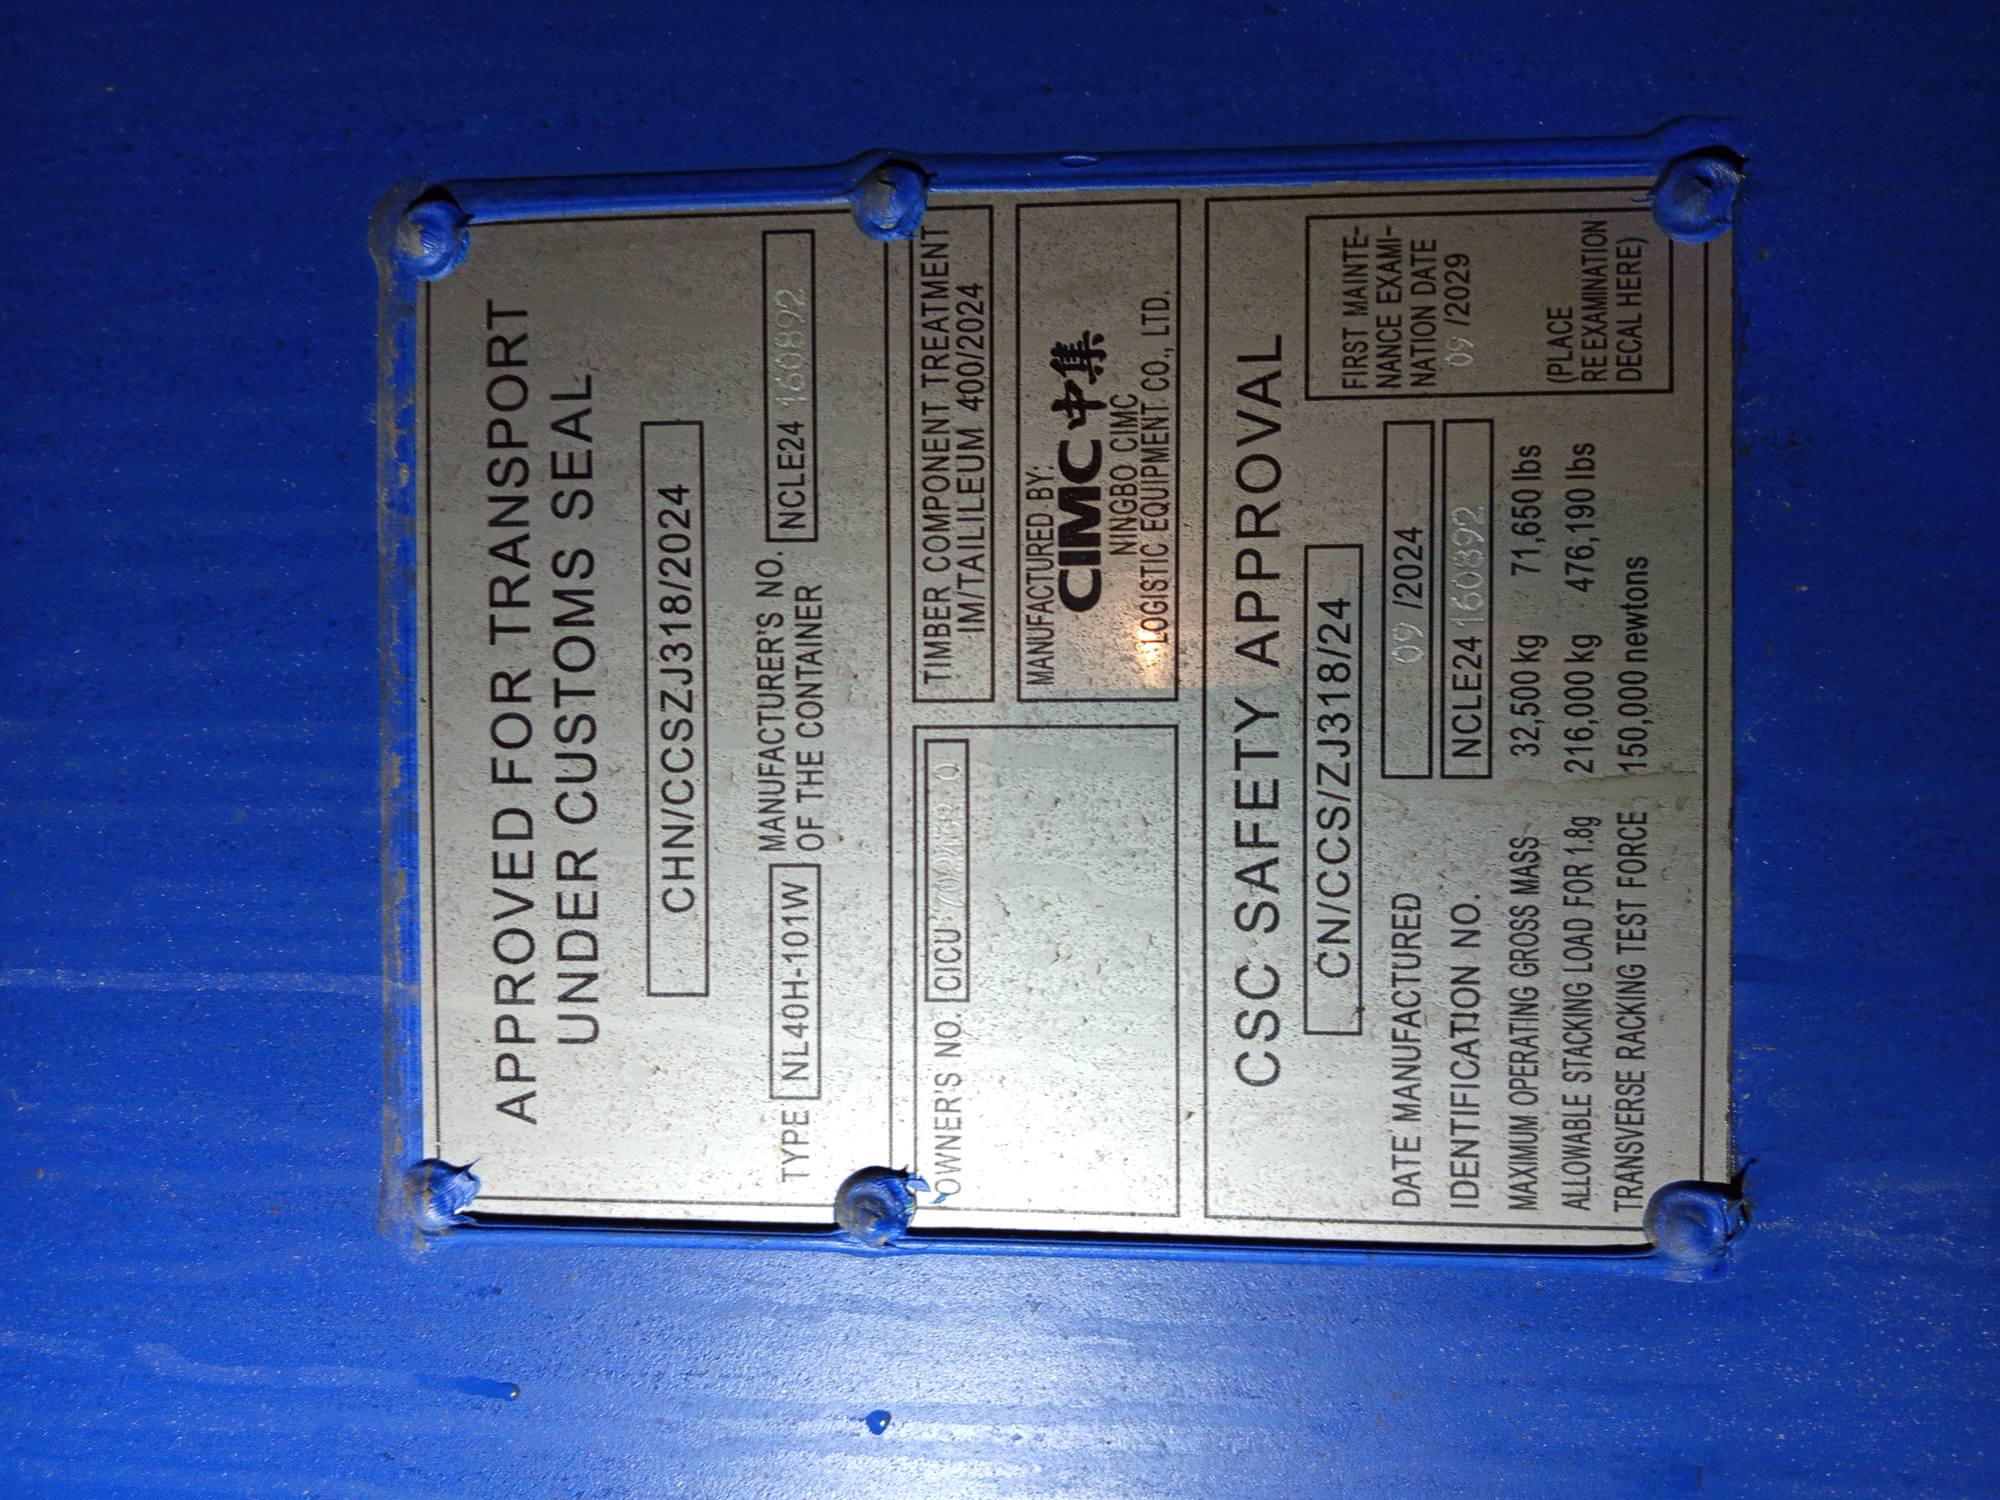 APPROVED FOR TRANSPORT
UNDER CUSTOMS SEAL
CHN/CCSZJ318/2024
TYPE NL40H-101W MANUFACTURER'S NO. OF THE CONTAINER NCLE24 160892
TIMBER COMPONENT TREATMENT
IM/TAILILEUM 400/2024
OWNER'S NO. CICU
MANUFACTURED BY:
CIMC 中集
NINGBO CIMC
LOGISTIC EQUIPMENT CO., LTD.
CSC SAFETY APPROVAL
CN/CCS/ZJ318/24
DATE MANUFACTURED 09 /2024
IDENTIFICATION NO. NCLE24 160892
MAXIMUM OPERATING GROSS MASS 32,500 kg 71,650 lbs
ALLOWABLE STACKING LOAD FOR 1.8g 216,000 kg 476,190 lbs
TRANSVERSE RACKING TEST FORCE 150,000 newtons
FIRST MAINTE-
NANCE EXAMI-
NATION DATE
09 /2029
(PLACE
RE EXAMINATION
DECAL HERE)